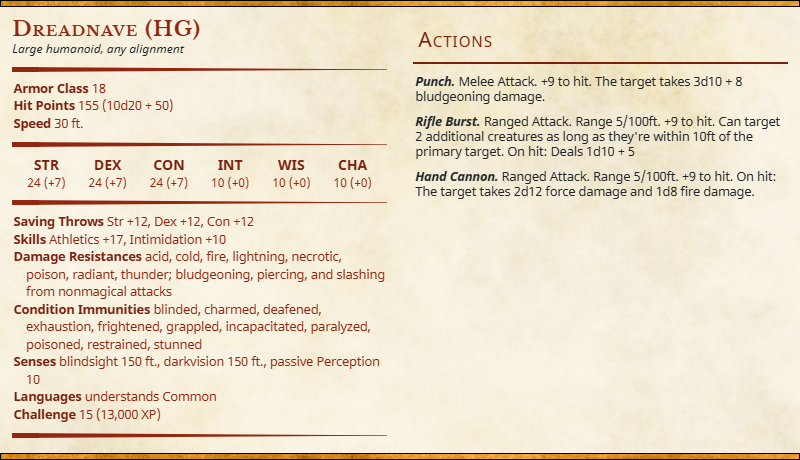 Dreadnave (HG)
Large humanoid, any alignment
Armor Class 18
Hit Points 155 (10d20 + 50)
Speed 30 ft.
STR DEX CON INT WIS CHA
24 (+7) 24 (+7) 24 (+7) 10 (+0) 10 (+0) 10 (+0)
Saving Throws Str +12, Dex +12, Con +12
Skills Athletics +17, Intimidation +10
Damage Resistances acid, cold, fire, lightning, necrotic,
poison, radiant, thunder; bludgeoning, piercing, and slashing
from nonmagical attacks
Condition Immunities blinded, charmed, deafened,
exhaustion, frightened, grappled, incapacitated, paralyzed,
poisoned, restrained, stunned
Senses blindsight 150 ft., darkvision 150 ft., passive Perception
10
Languages understands Common
Challenge 15 (13,000 XP)
Actions
Punch. Melee Attack. +9 to hit. The target takes 3d10 + 8
bludgeoning damage.
Rifle Burst. Ranged Attack. Range 5/100ft. +9 to hit. Can target
2 additional creatures as long as they're within 10ft of the
primary target. On hit: Deals 1d10 + 5
Hand Cannon. Ranged Attack. Range 5/100ft. +9 to hit. On hit:
The target takes 2d12 force damage and 1d8 fire damage.